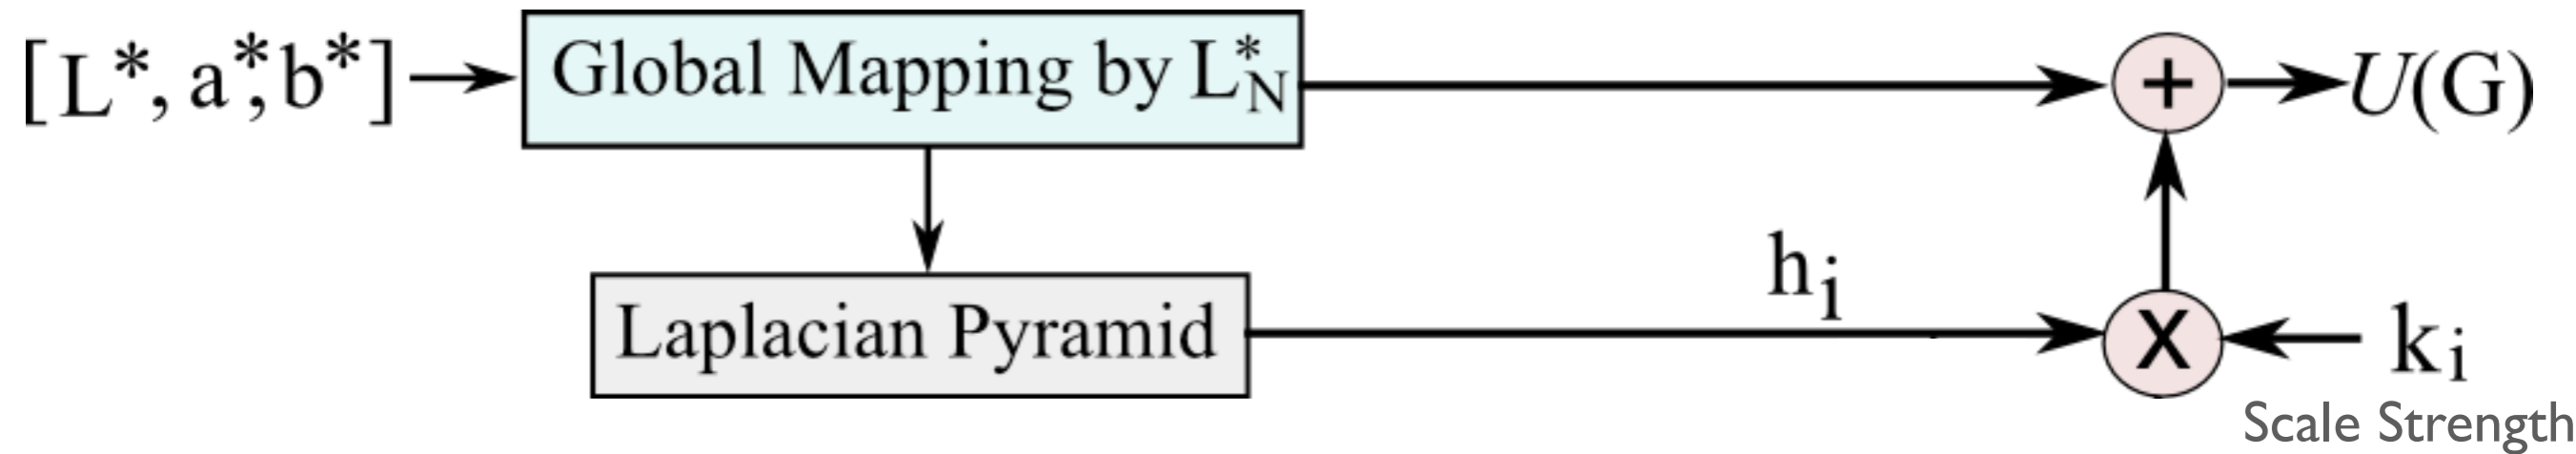 [L*, a*,b*]
Global Mapping by L*N
+
U(G)
Laplacian Pyramid
hi
X
ki
Scale Strength